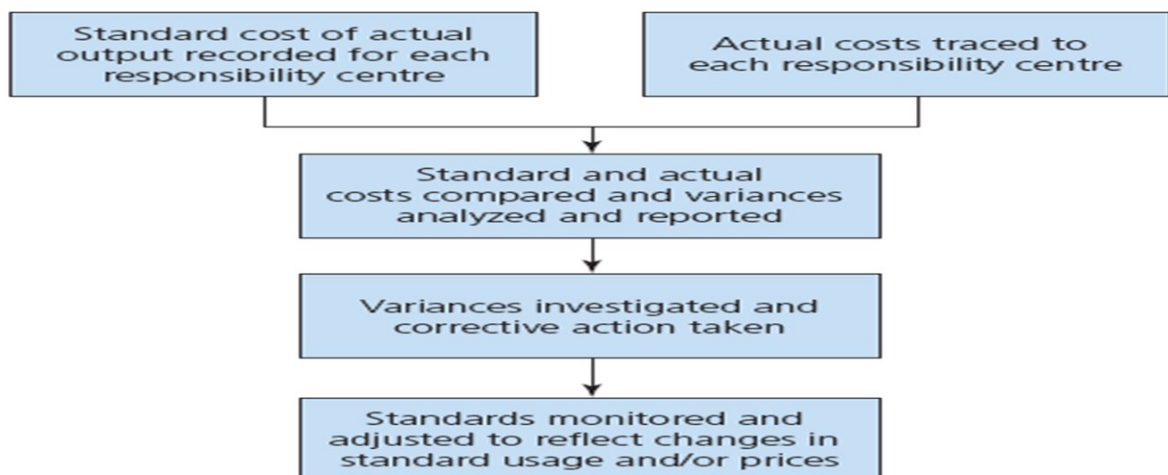 Standard cost of actual
output recorded for each
responsibility centre
Actual costs traced to
each responsibility centre
Standard and actual
costs compared and variances
analyzed and reported
Variances investigated and
corrective action taken
Standards monitored and
adjusted to reflect changes in
standard usage and/or prices